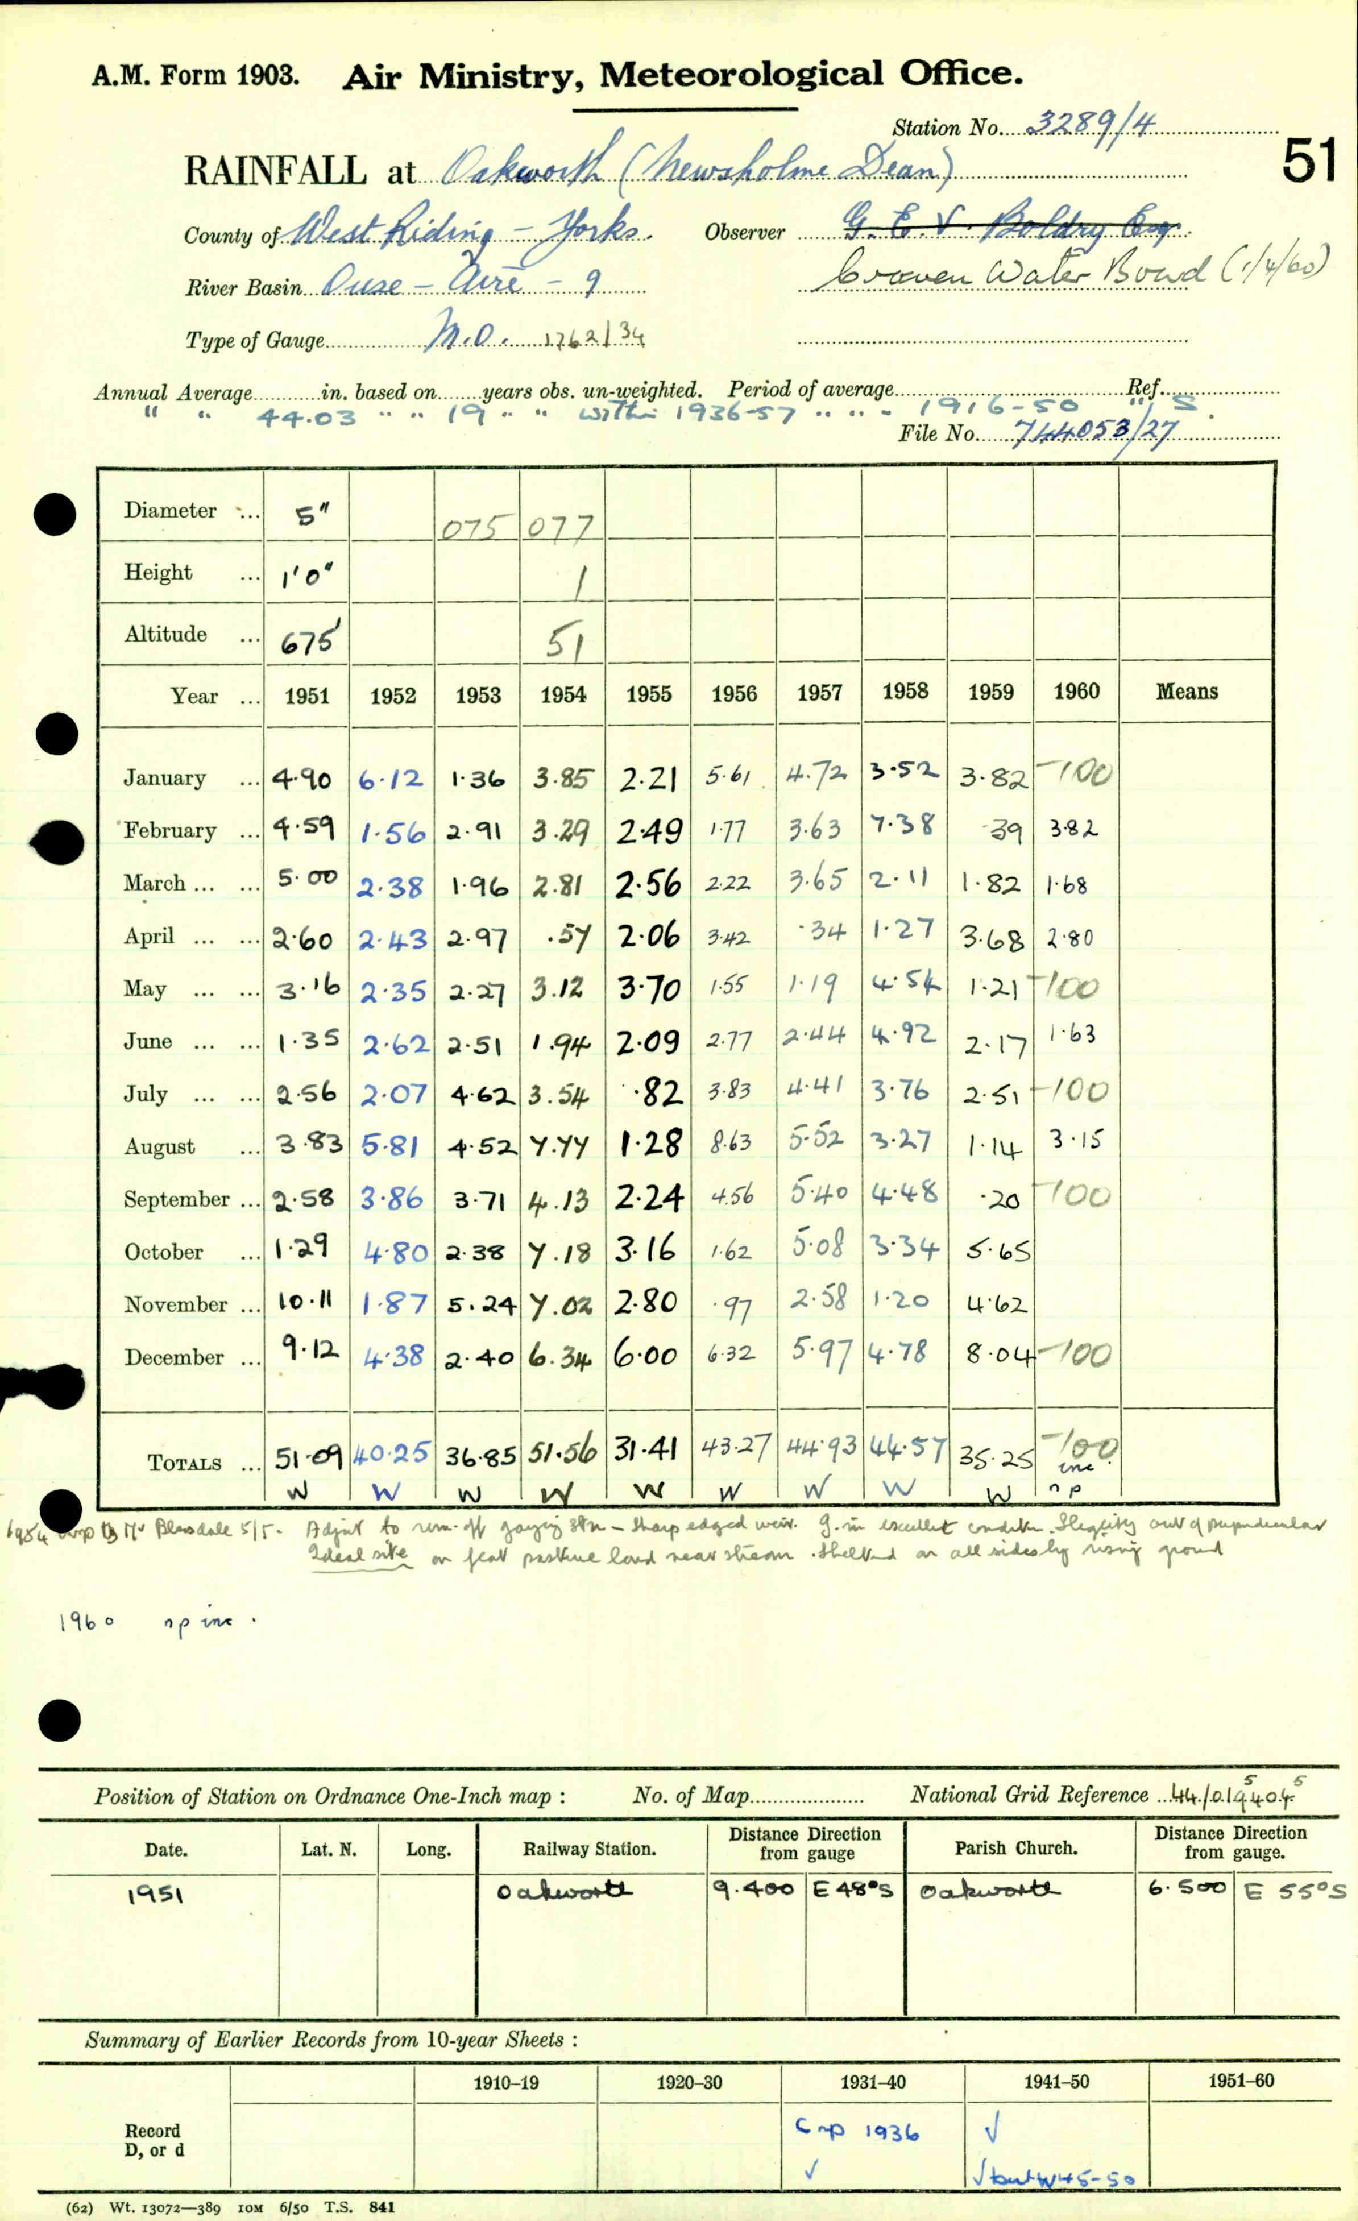 A.M. Form 1903. Air Ministry, Meteorological Office.
Station No. 3289/4
51
RAINFALL at Oakworth (Newsholme Dean)
County of West Riding - Yorks. Observer G. E. V. Boldry Esq.
River Basin Ouse - Aire - 9 Craven Water Board (1/4/60)
Type of Gauge M.O. 1762/34
Annual Average in. based on years obs. un-weighted. Period of average Ref.
" " 44.03 " " 19 " " within 1936-57 " " - 1916-50 " S.
File No. 744053/27
Diameter ... 5" 075 077
Height ... 1'0" 1
Altitude ... 675' 51
Year ... 1951 1952 1953 1954 1955 1956 1957 1958 1959 1960 Means
January ... 4.90 6.12 1.36 3.85 2.21 5.61 4.72 3.52 3.82 -100
February ... 4.59 1.56 2.91 3.29 2.49 1.77 3.63 7.38 .39 3.82
March ... ... 5.00 2.38 1.96 2.81 2.56 2.22 3.65 2.11 1.82 1.68
April ... ... 2.60 2.43 2.97 .57 2.06 3.42 .34 1.27 3.68 2.80
May ... ... 3.16 2.35 2.27 3.12 3.70 1.55 1.19 4.54 1.21 -100
June ... ... 1.35 2.62 2.51 1.94 2.09 2.77 2.44 4.92 2.17 1.63
July ... ... 2.56 2.07 4.62 3.54 .82 3.83 4.41 3.76 2.51 -100
August ... 3.83 5.81 4.52 7.77 1.28 8.63 5.52 3.27 1.14 3.15
September ... 2.58 3.86 3.71 4.13 2.24 4.56 5.40 4.48 .20 -100
October ... 1.29 4.80 2.38 7.18 3.16 1.62 5.08 3.34 5.65
November ... 10.11 1.87 5.24 7.02 2.80 .97 2.58 1.20 4.62
December ... 9.12 4.38 2.40 6.34 6.00 6.32 5.97 4.78 8.04 -100
TOTALS ... 51.09 40.25 36.85 51.56 31.41 43.27 44.93 44.57 35.25 -100 inc.
W W W W W W W W W np
1954 insp by Mr Bleasdale 5/5. Adjnt to run-off gauging stn - sharp edged weir. G. in excellent condition. Slightly out of perpendicular
Ideal site on flat pasture land near stream. Sheltered on all sides by rising ground
1960 np inc.
Position of Station on Ordnance One-Inch map : No. of Map National Grid Reference 44/019⁵404⁵
Date. Lat. N. Long. Railway Station. Distance from gauge Direction Parish Church. Distance from gauge. Direction
1951 Oakworth 9.400 E 48° S Oakworth 6.500 E 55° S
Summary of Earlier Records from 10-year Sheets :
1910–19 1920–30 1931–40 1941–50 1951–60
Record D, or d Cmp 1936 √
√ √ but W 45-50
(62) Wt. 13072—389 10M 6/50 T.S. 841